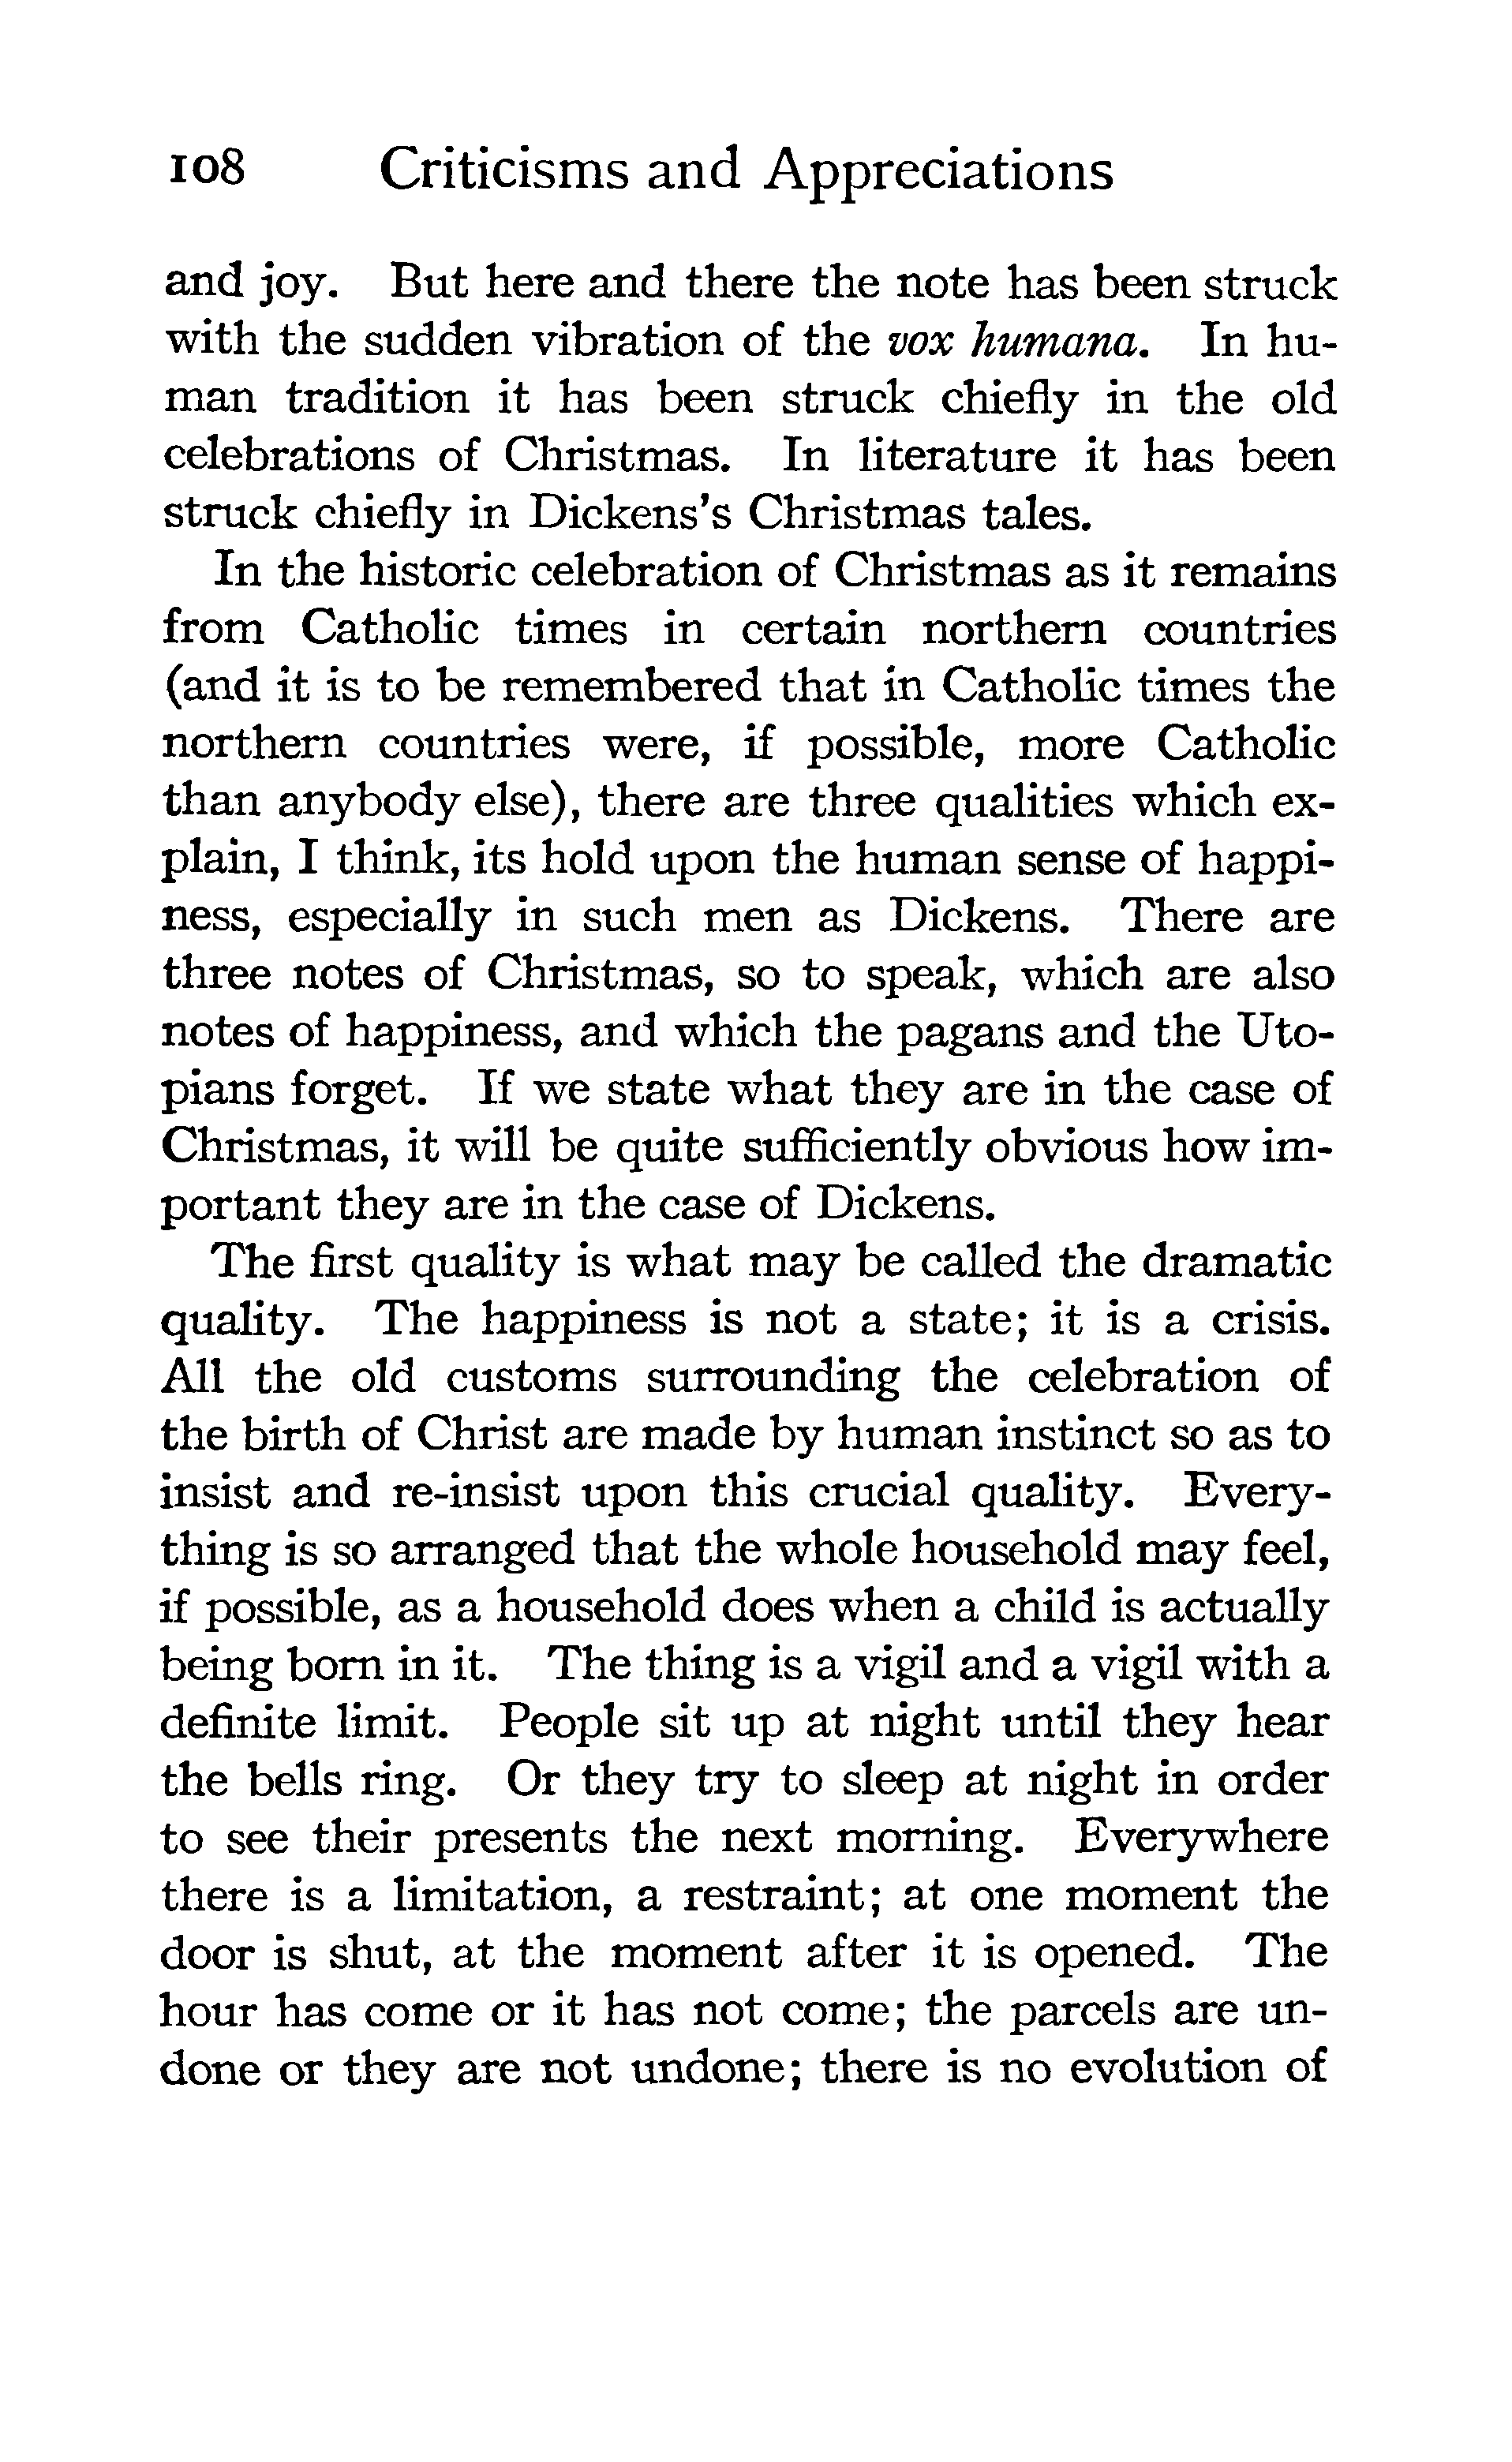 108 Criticisms and Appreciations
and joy. But here and there the note has been struck
with the sudden vibration of the vox humana. In hu-
man tradition it has been struck chiefly in the old
celebrations of Christmas. In literature it has been
struck chiefly in Dickens's Christmas tales.
In the historic celebration of Christmas as it remains
from Catholic times in certain northern countries
(and it is to be remembered that in Catholic times the
northern countries were, if possible, more Catholic
than anybody else), there are three qualities which ex-
plain, I think, its hold upon the human sense of happi-
ness, especially in such men as Dickens. There are
three notes of Christmas, so to speak, which are also
notes of happiness, and which the pagans and the Uto-
pians forget. If we state what they are in the case of
Christmas, it will be quite sufficiently obvious how im-
portant they are in the case of Dickens.
The first quality is what may be called the dramatic
quality. The happiness is not a state; it is a crisis.
All the old customs surrounding the celebration of
the birth of Christ are made by human instinct so as to
insist and re-insist upon this crucial quality. Every-
thing is so arranged that the whole household may feel,
if possible, as a household does when a child is actually
being born in it. The thing is a vigil and a vigil with a
definite limit. People sit up at night until they hear
the bells ring. Or they try to sleep at night in order
to see their presents the next morning. Everywhere
there is a limitation, a restraint; at one moment the
door is shut, at the moment after it is opened. The
hour has come or it has not come; the parcels are un-
done or they are not undone; there is no evolution of